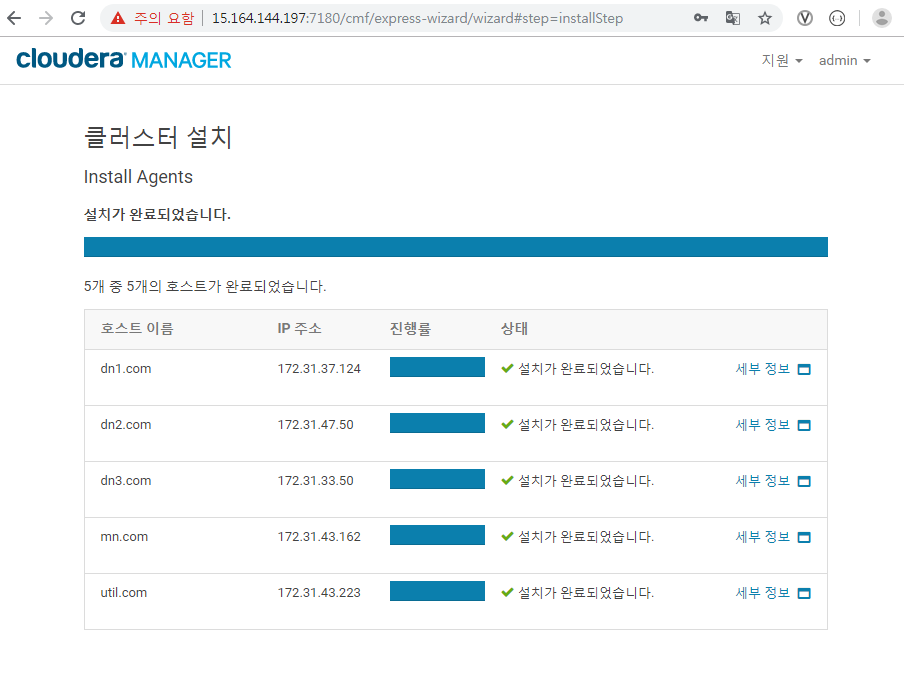 주의 요함 15.164.144.197:7180/cmf/express-wizard/wizard#step=installStep
cloudera MANAGER 지원 admin
클러스터 설치
Install Agents
설치가 완료되었습니다.
5개 중 5개의 호스트가 완료되었습니다.
호스트 이름 IP 주소 진행률 상태
dn1.com 172.31.37.124 설치가 완료되었습니다. 세부 정보
dn2.com 172.31.47.50 설치가 완료되었습니다. 세부 정보
dn3.com 172.31.33.50 설치가 완료되었습니다. 세부 정보
mn.com 172.31.43.162 설치가 완료되었습니다. 세부 정보
util.com 172.31.43.223 설치가 완료되었습니다. 세부 정보